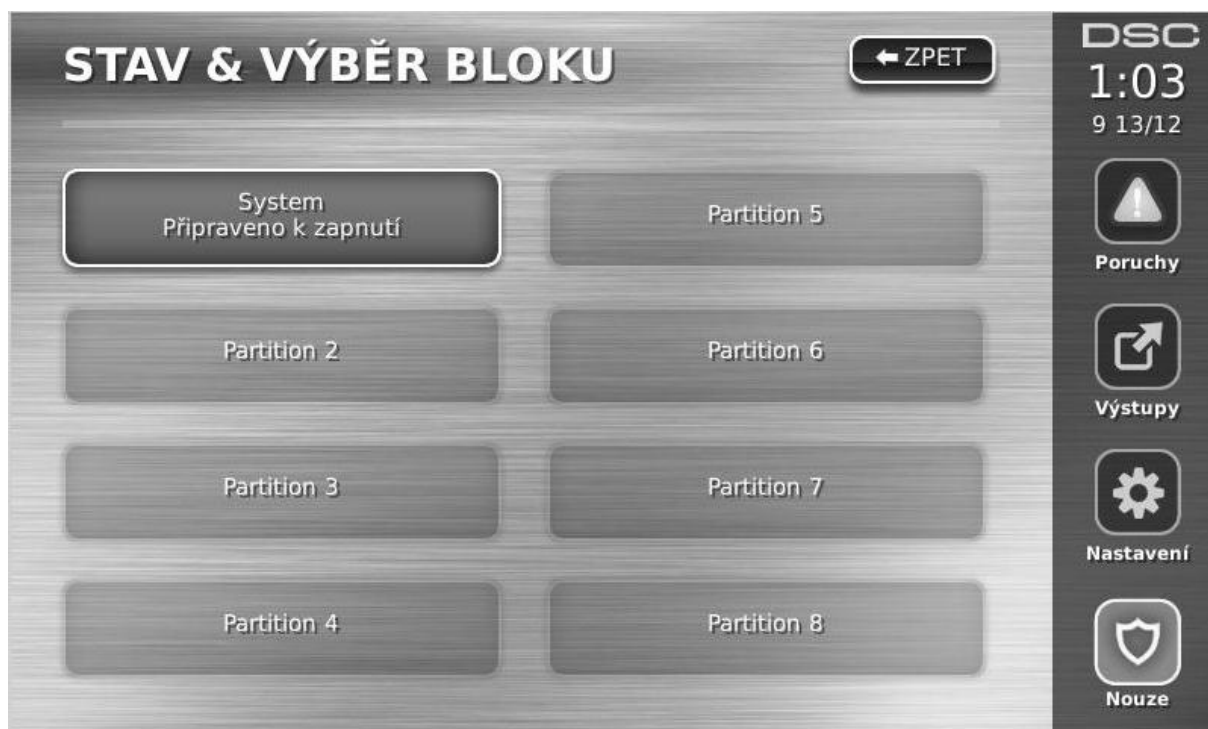 STAV & VÝBĚR BLOKU
ZPET
System
Připraveno k zapnutí
Partition 2
Partition 3
Partition 4
Partition 5
Partition 6
Partition 7
Partition 8
DSC
1:03
9 13/12
Poruchy
Výstupy
Nastavení
Nouze